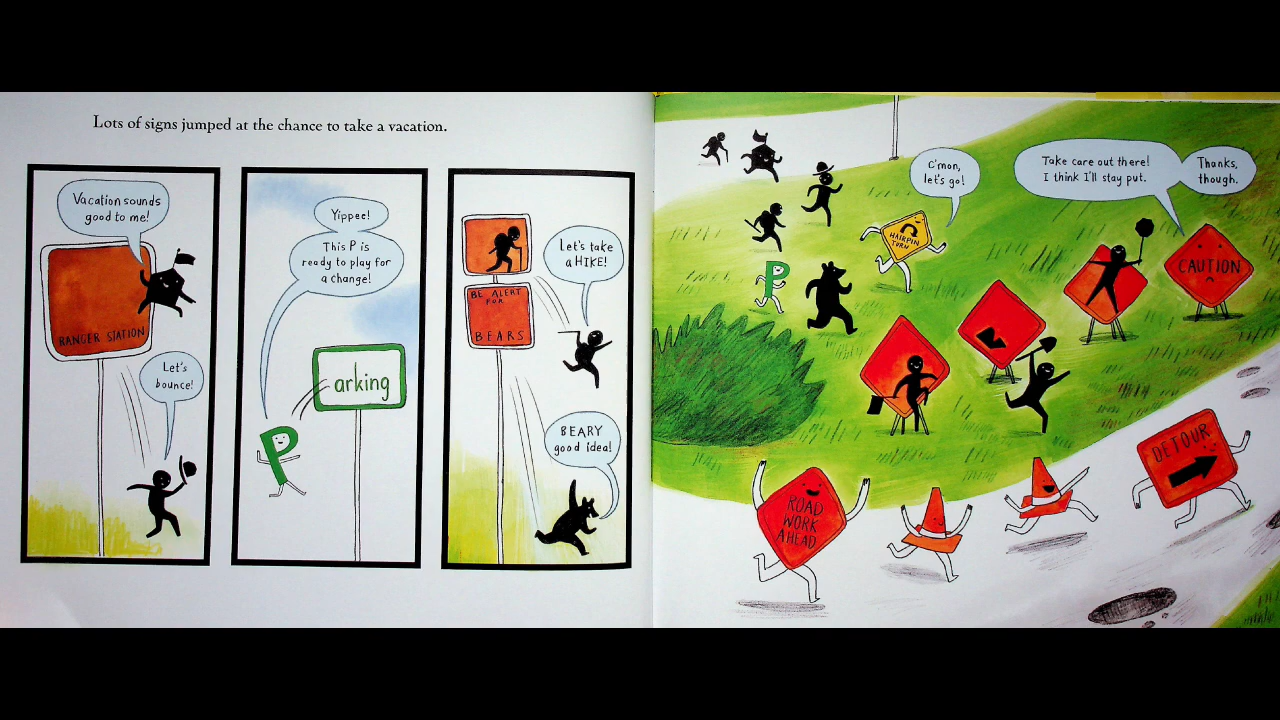 Lots of signs jumped at the chance to take a vacation.
Vacation sounds
good to me!
RANGER STATION
Let's
bounce!
Yippee!
This P is
ready to play for
a change!
arking
P
Let's take
a HIKE!
BE ALERT
FOR
BEARS
BEARY
good idea!
C'mon,
let's go!
HAIRPIN
TURN
P
Take care out there!
I think I'll stay put.
Thanks,
though.
CAUTION
ROAD
WORK
AHEAD
DETOUR